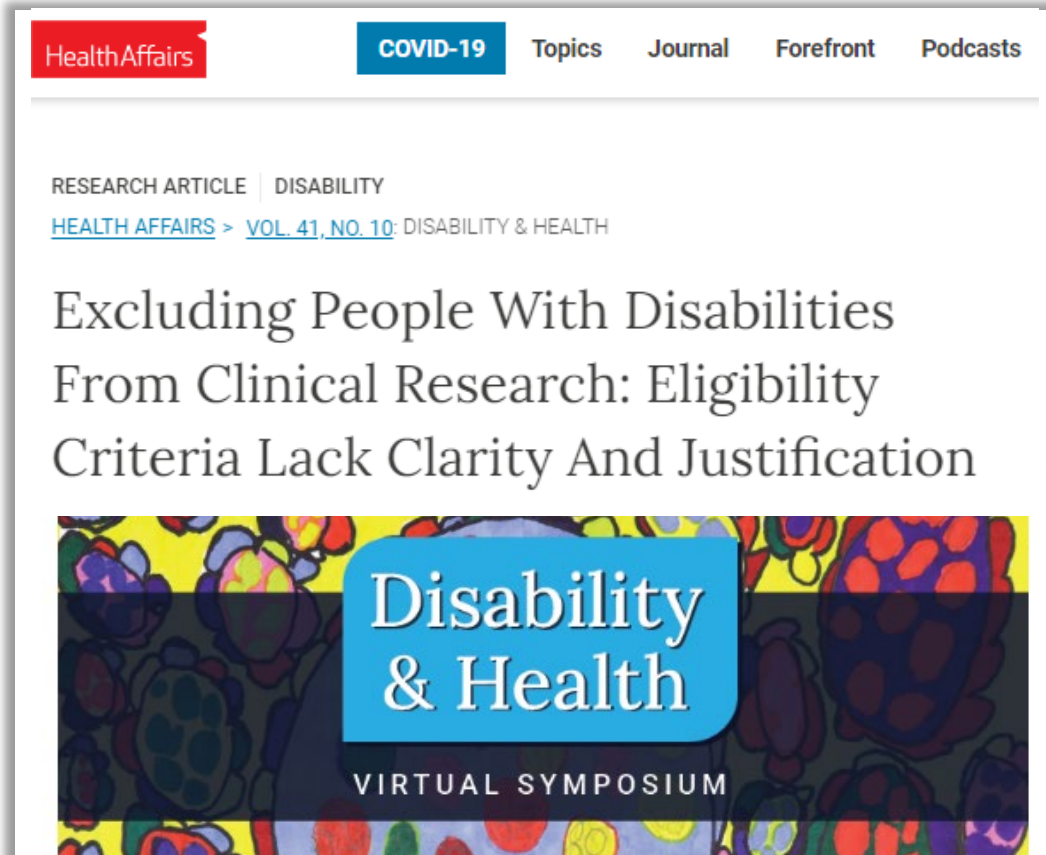 HealthAffairs
COVID-19 Topics Journal Forefront Podcasts
RESEARCH ARTICLE DISABILITY
HEALTH AFFAIRS > VOL. 41, NO. 10: DISABILITY & HEALTH
Excluding People With Disabilities
From Clinical Research: Eligibility
Criteria Lack Clarity And Justification
Disability
& Health
VIRTUAL SYMPOSIUM